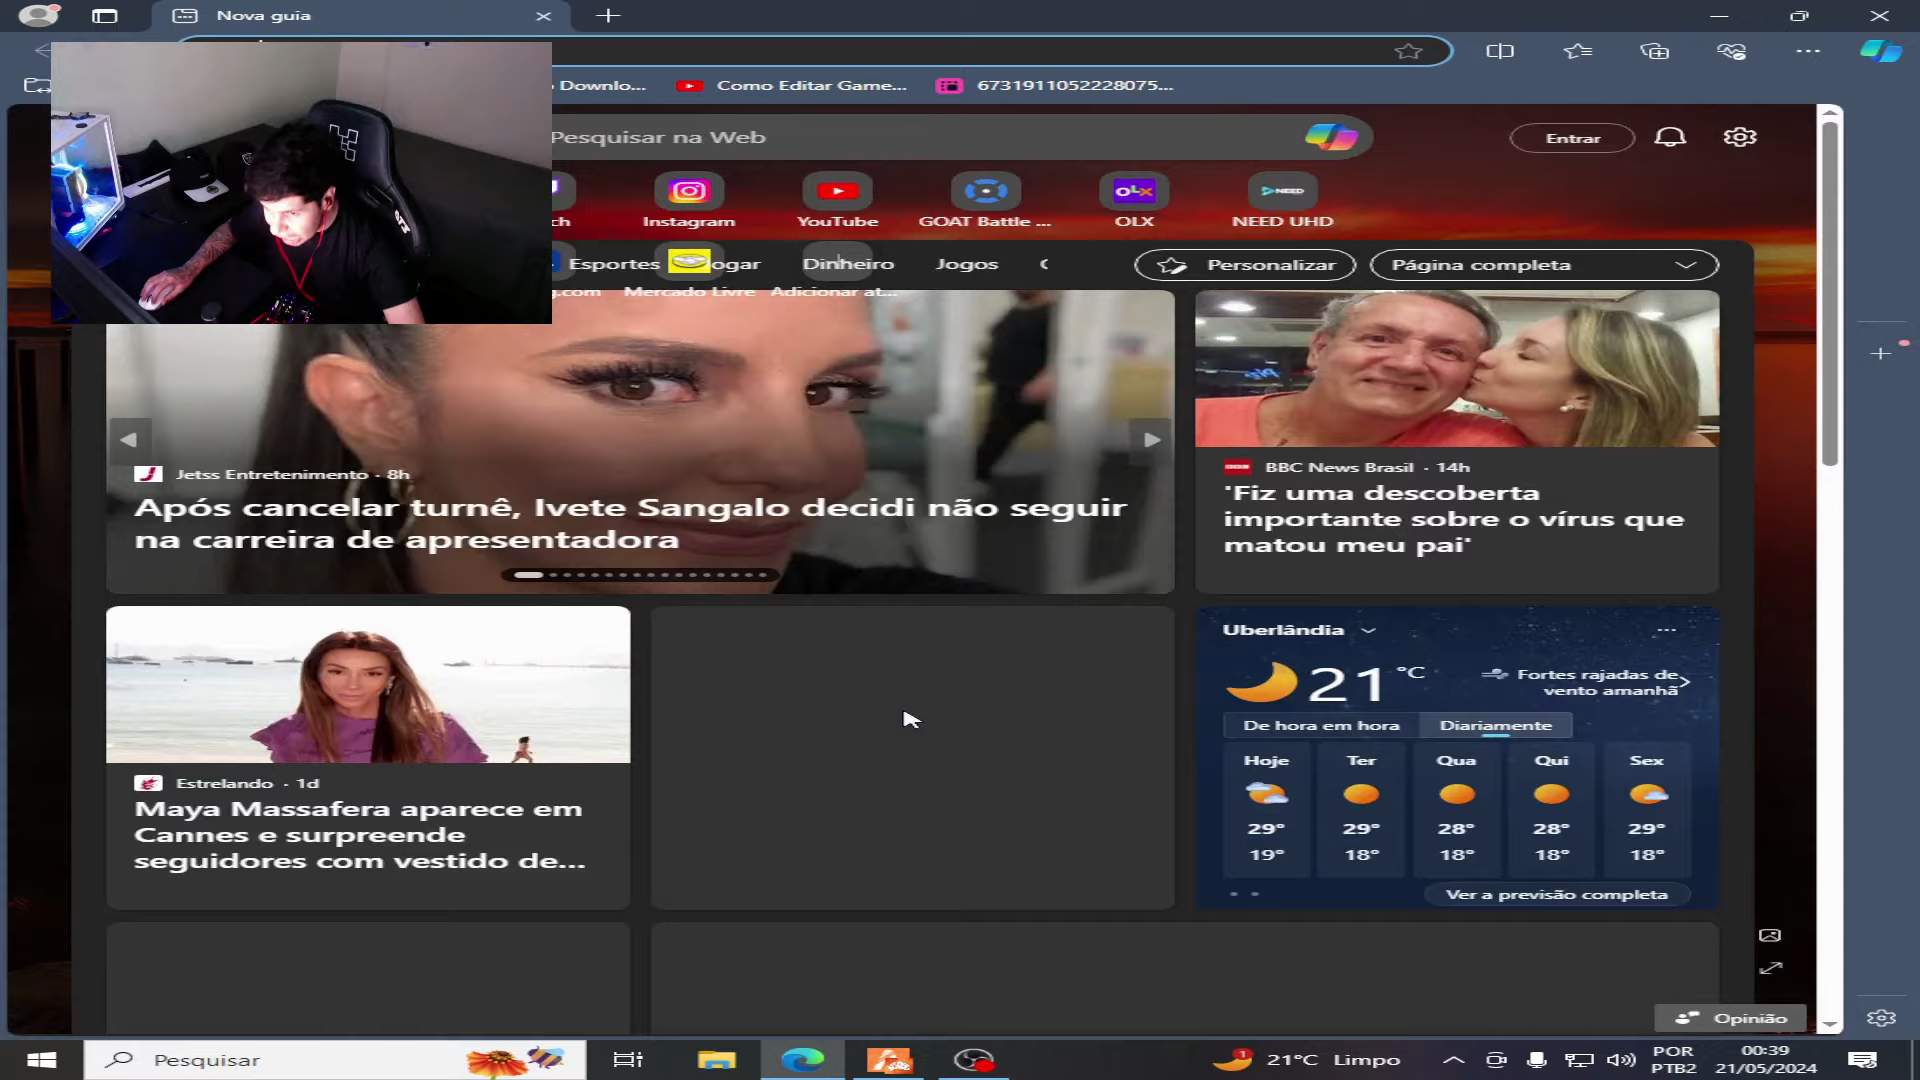 Nova guia
Downlo...
Como Editar Game...
6731911052228075...
Pesquisar na Web
Entrar
ch
Instagram
YouTube
GOAT Battle ...
OLX
NEED UHD
Esportes
ogar
Dinheiro
Jogos
Personalizar
Página completa
g.com
Mercado Livre
Adicionar at...
Jetss Entretenimento · 8h
Após cancelar turnê, Ivete Sangalo decidi não seguir
na carreira de apresentadora
BBC News Brasil · 14h
'Fiz uma descoberta
importante sobre o vírus que
matou meu pai'
Estrelando · 1d
Maya Massafera aparece em
Cannes e surpreende
seguidores com vestido de...
Uberlândia
21 °C
Fortes rajadas de
vento amanhã
De hora em hora
Diariamente
Hoje Ter Qua Qui Sex
29° 29° 28° 28° 29°
19° 18° 18° 18° 18°
Ver a previsão completa
Opinião
Pesquisar
1
21°C Limpo
POR
PTB2
00:39
21/05/2024